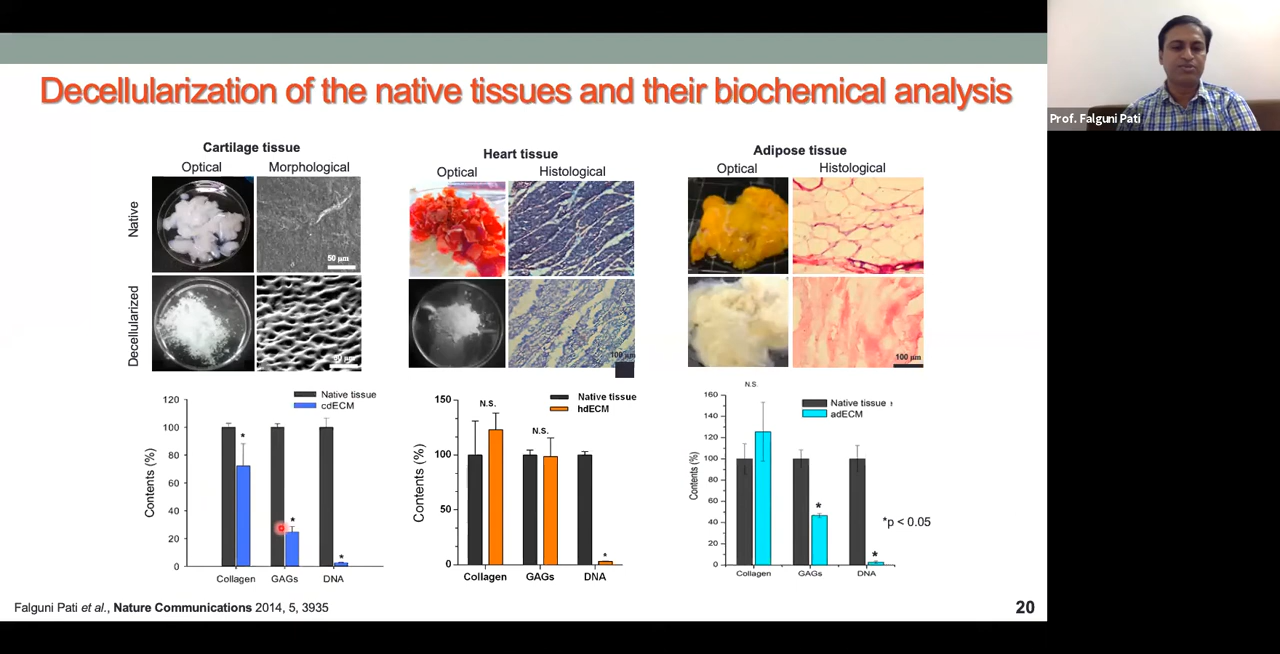 Decellularization of the native tissues and their biochemical analysis
Prof. Falguni Pati
Cartilage tissue
Optical
Morphological
Heart tissue
Optical
Histological
Adipose tissue
Optical
Histological
Native
Decellularized
50 μm
50 μm
100 μm
100 μm
Contents (%)
120
100
80
60
40
20
0
Native tissue
cdECM
*
*
*
Collagen
GAGs
DNA
Contents (%)
150
100
50
0
N.S.
N.S.
Native tissue
hdECM
*
Collagen
GAGs
DNA
Contents (%)
160
140
120
100
80
60
40
20
0
N.S.
Native tissue
adECM
*
*
*p < 0.05
Collagen
GAGs
DNA
Falguni Pati et al., Nature Communications 2014, 5, 3935
20